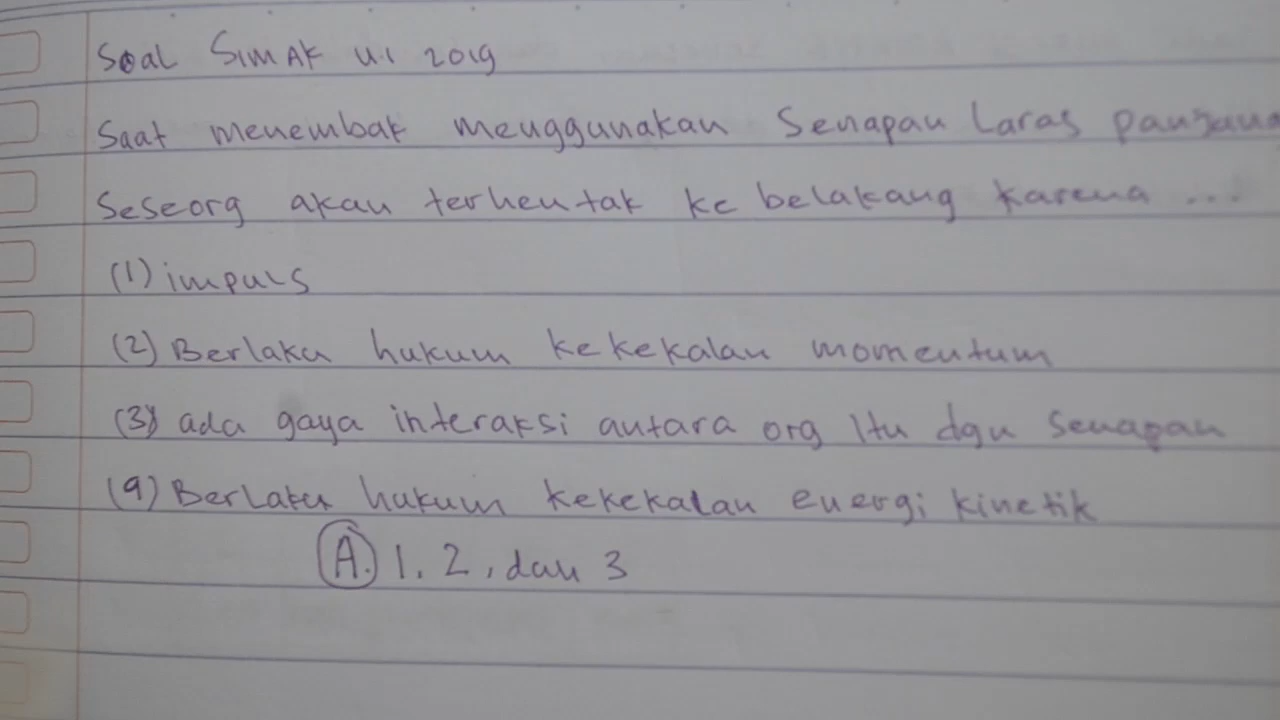 Soal SIMAK U.I 2019
Saat menembak menggunakan Senapan Laras panjang
Seseorg akan terhentak ke belakang karena ...
(1) impuls
(2) Berlaku hukum kekekalan momentum
(3) ada gaya interaksi antara org Itu dgn Senapan
(4) Berlaku hukum kekekalan energi kinetik
A. 1, 2, dan 3